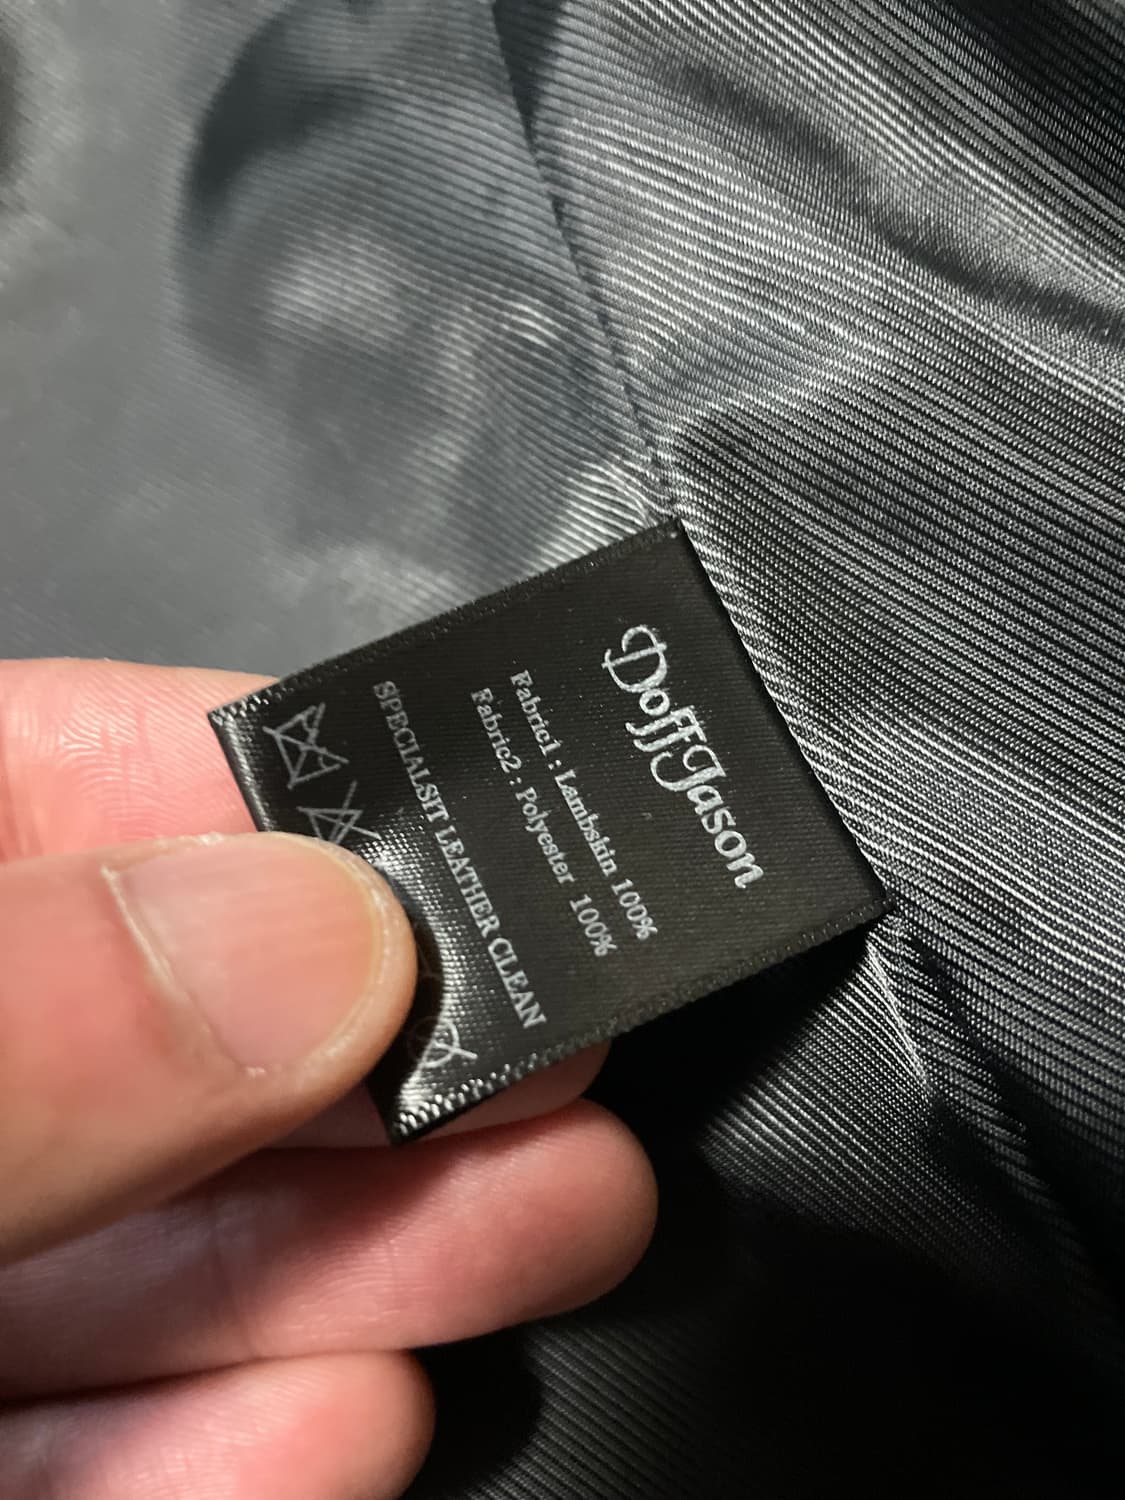 DoffJason
Fabric1 : Lambskin 100%
Fabric2 : Polyester 100%
SPECIALSIT LEATHER CLEAN